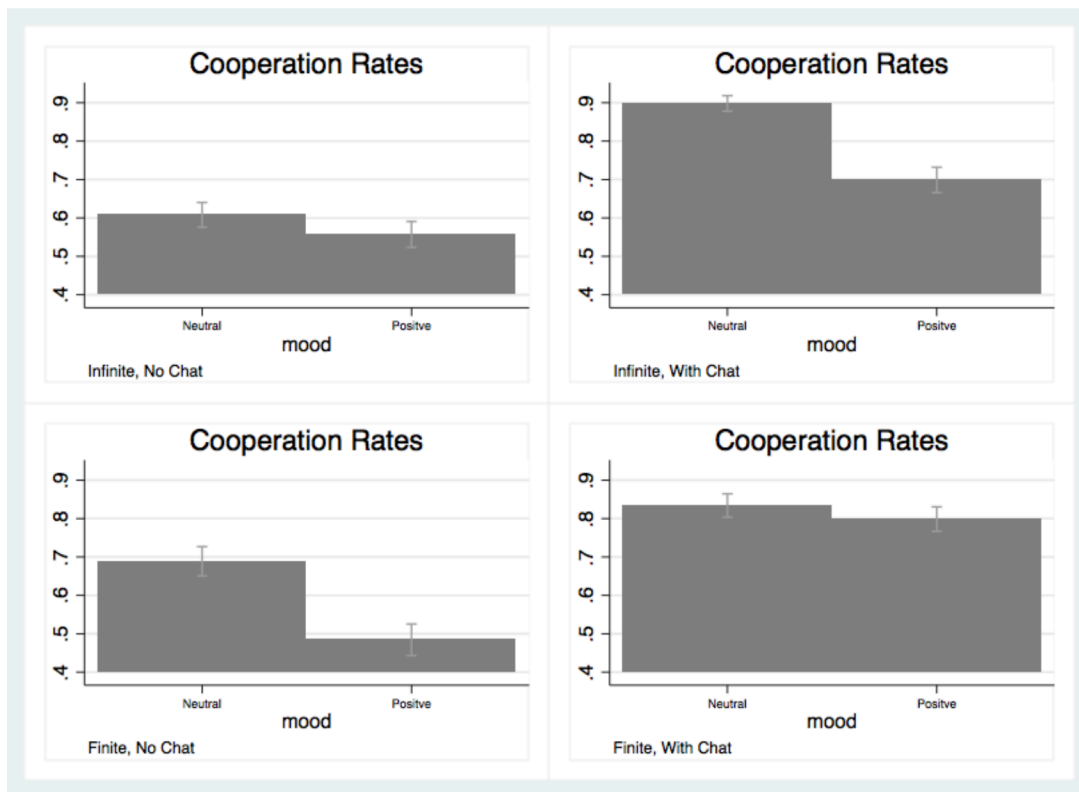 Cooperation Rates
.9
.8
.7
.6
.5
.4
Neutral Positve
mood
Infinite, No Chat
Cooperation Rates
.9
.8
.7
.6
.5
.4
Neutral Positve
mood
Infinite, With Chat
Cooperation Rates
.9
.8
.7
.6
.5
.4
Neutral Positve
mood
Finite, No Chat
Cooperation Rates
.9
.8
.7
.6
.5
.4
Neutral Positve
mood
Finite, With Chat